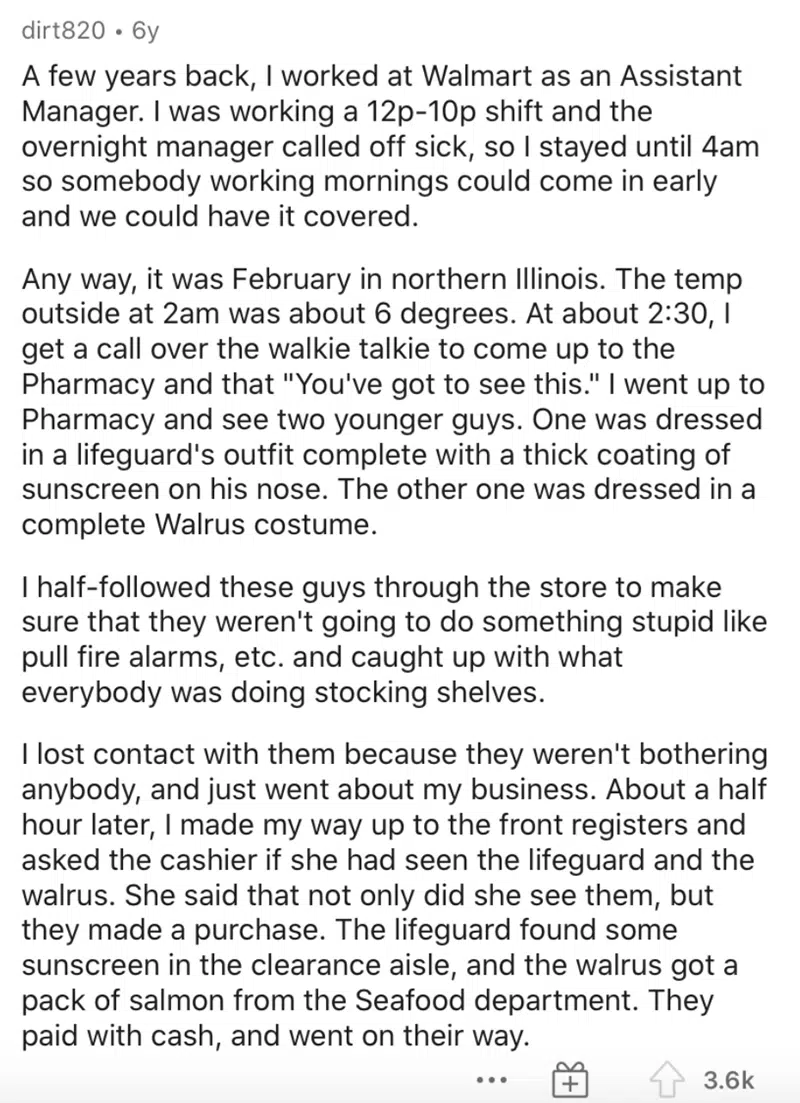 dirt820 • 6y
A few years back, I worked at Walmart as an Assistant
Manager. I was working a 12p-10p shift and the
overnight manager called off sick, so I stayed until 4am
so somebody working mornings could come in early
and we could have it covered.
Any way, it was February in northern Illinois. The temp
outside at 2am was about 6 degrees. At about 2:30, I
get a call over the walkie talkie to come up to the
Pharmacy and that "You've got to see this." I went up to
Pharmacy and see two younger guys. One was dressed
in a lifeguard's outfit complete with a thick coating of
sunscreen on his nose. The other one was dressed in a
complete Walrus costume.
I half-followed these guys through the store to make
sure that they weren't going to do something stupid like
pull fire alarms, etc. and caught up with what
everybody was doing stocking shelves.
I lost contact with them because they weren't bothering
anybody, and just went about my business. About a half
hour later, I made my way up to the front registers and
asked the cashier if she had seen the lifeguard and the
walrus. She said that not only did she see them, but
they made a purchase. The lifeguard found some
sunscreen in the clearance aisle, and the walrus got a
pack of salmon from the Seafood department. They
paid with cash, and went on their way.
3.6k